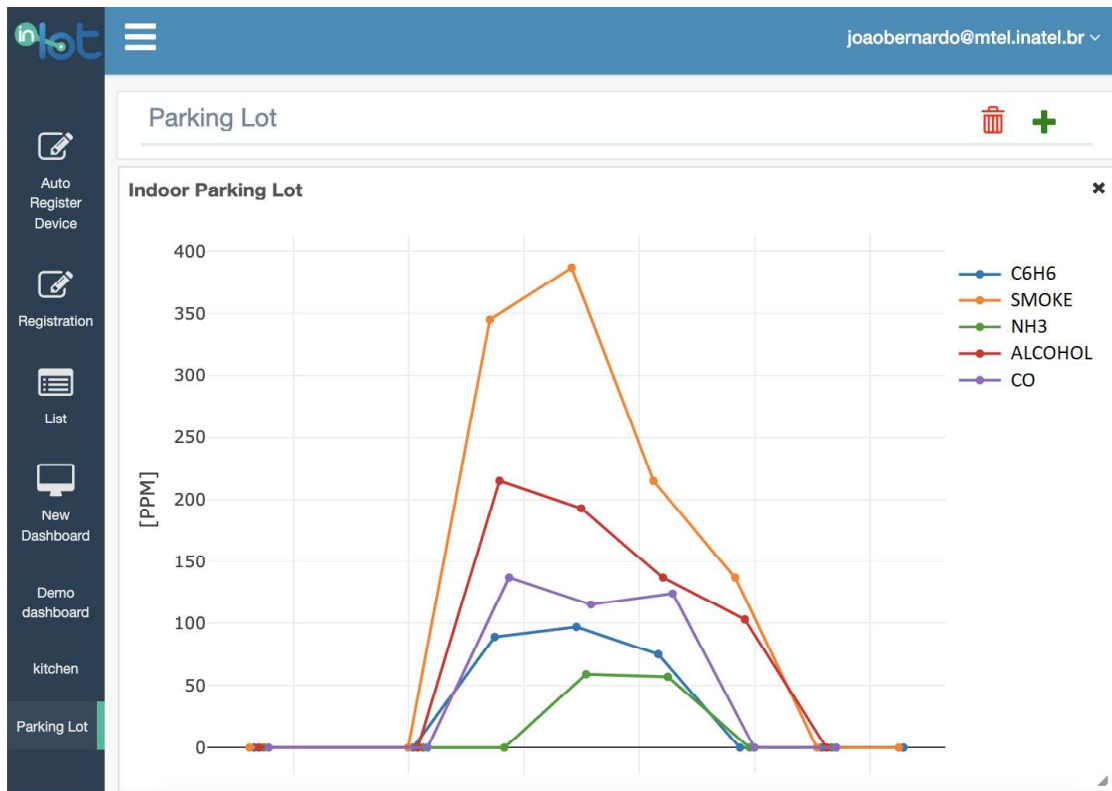 in
Iot
joaobernardo@mtel.inatel.br
Auto
Register
Device
Registration
List
New
Dashboard
Demo
dashboard
kitchen
Parking Lot
Parking Lot
Indoor Parking Lot
[PPM]
400
350
300
250
200
150
100
50
0
C6H6
SMOKE
NH3
ALCOHOL
CO